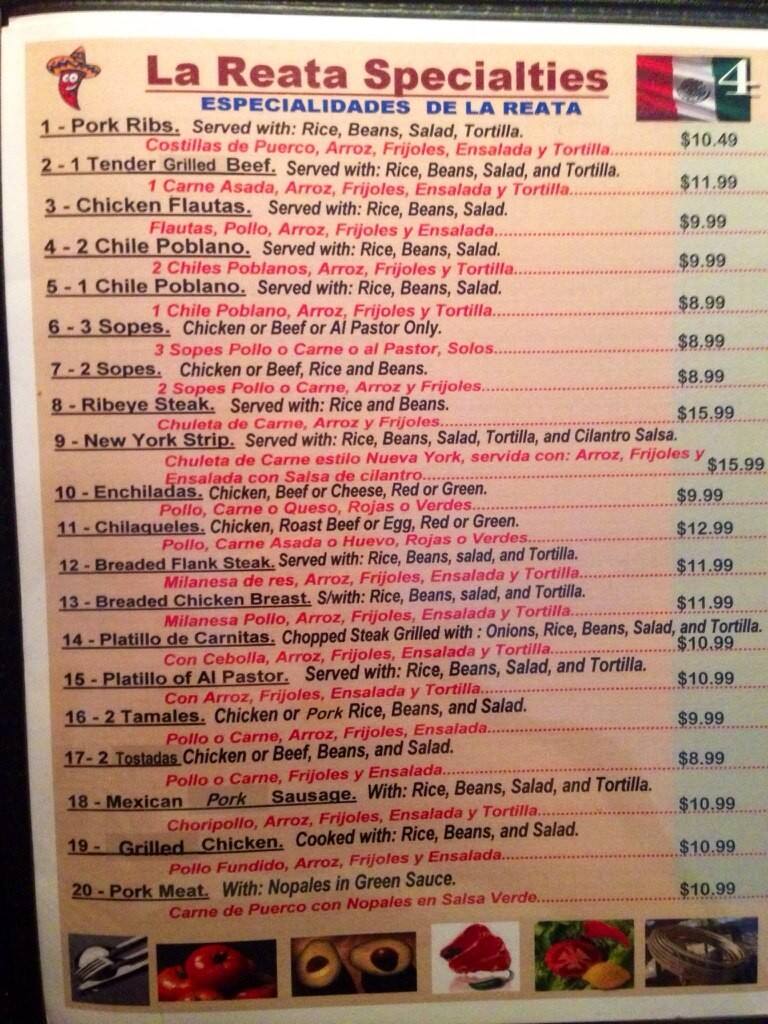 La Reata Specialties
4
ESPECIALIDADES DE LA REATA
1 - Pork Ribs. Served with: Rice, Beans, Salad, Tortilla.
Costillas de Puerco, Arroz, Frijoles, Ensalada y Tortilla.... $10.49
2 - 1 Tender Grilled Beef. Served with: Rice, Beans, Salad, and Tortilla.
1 Carne Asada, Arroz, Frijoles, Ensalada y Tortilla.... $11.99
3 - Chicken Flautas. Served with: Rice, Beans, Salad.
Flautas, Pollo, Arroz, Frijoles y Ensalada.... $9.99
4 - 2 Chile Poblano. Served with: Rice, Beans, Salad.
2 Chiles Poblanos, Arroz, Frijoles y Tortilla.... $9.99
5 - 1 Chile Poblano. Served with: Rice, Beans, Salad.
1 Chile Poblano, Arroz, Frijoles y Tortilla.... $8.99
6 - 3 Sopes. Chicken or Beef or Al Pastor Only.
3 Sopes Pollo o Carne o al Pastor, Solos.... $8.99
7 - 2 Sopes. Chicken or Beef, Rice and Beans.
2 Sopes Pollo o Carne, Arroz y Frijoles.... $8.99
8 - Ribeye Steak. Served with: Rice and Beans.
Chuleta de Carne, Arroz y Frijoles.... $15.99
9 - New York Strip. Served with: Rice, Beans, Salad, Tortilla, and Cilantro Salsa.
Chuleta de Carne estilo Nueva York, servida con: Arroz, Frijoles y
Ensalada con Salsa de cilantro.... $15.99
10 - Enchiladas. Chicken, Beef or Cheese, Red or Green.
Pollo, Carne o Queso, Rojas o Verdes.... $9.99
11 - Chilaqueles. Chicken, Roast Beef or Egg, Red or Green.
Pollo, Carne Asada o Huevo, Rojas o Verdes.... $12.99
12 - Breaded Flank Steak. Served with: Rice, Beans, salad, and Tortilla.
Milanesa de res, Arroz, Frijoles, Ensalada y Tortilla.... $11.99
13 - Breaded Chicken Breast. S/with: Rice, Beans, salad, and Tortilla.
Milanesa Pollo, Arroz, Frijoles, Ensalada y Tortilla.... $11.99
14 - Platillo de Carnitas. Chopped Steak Grilled with : Onions, Rice, Beans, Salad, and Tortilla.
Con Cebolla, Arroz, Frijoles, Ensalada y Tortilla.... $10.99
15 - Platillo of Al Pastor. Served with: Rice, Beans, Salad, and Tortilla.
Con Arroz, Frijoles, Ensalada y Tortilla.... $10.99
16 - 2 Tamales. Chicken or Pork Rice, Beans, and Salad.
Pollo o Carne, Arroz, Frijoles, Ensalada.... $9.99
17- 2 Tostadas Chicken or Beef, Beans, and Salad.
Pollo o Carne, Frijoles y Ensalada.... $8.99
18 - Mexican Pork Sausage. With: Rice, Beans, Salad, and Tortilla.
Choripollo, Arroz, Frijoles, Ensalada y Tortilla.... $10.99
19 - Grilled Chicken. Cooked with: Rice, Beans, and Salad.
Pollo Fundido, Arroz, Frijoles y Ensalada.... $10.99
20 - Pork Meat. With: Nopales in Green Sauce.
Carne de Puerco con Nopales en Salsa Verde.... $10.99